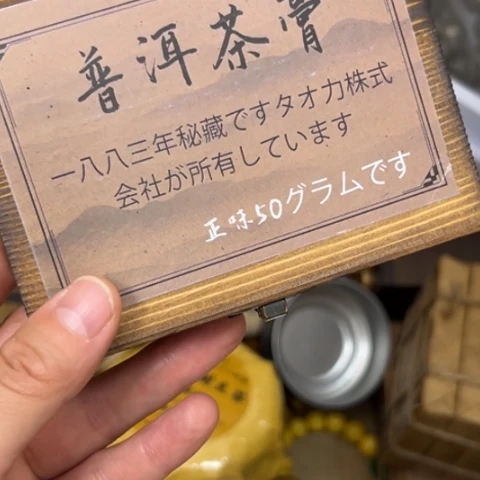 普洱茶膏
一八八三年秘蔵ですタオカ株式
会社が所有しています
正味50グラムです